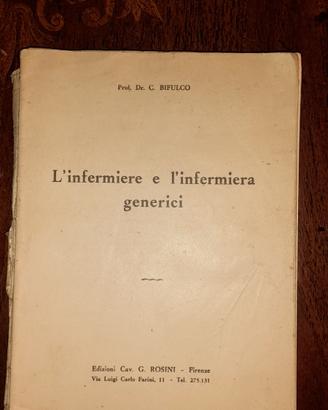 Prof. Dr. C. BIFULCO
L'infermiere e l'infermiera
generici
Edizioni Cav. G. ROSINI - Firenze
Via Luigi Carlo Farini, 11 - Tel. 275.131